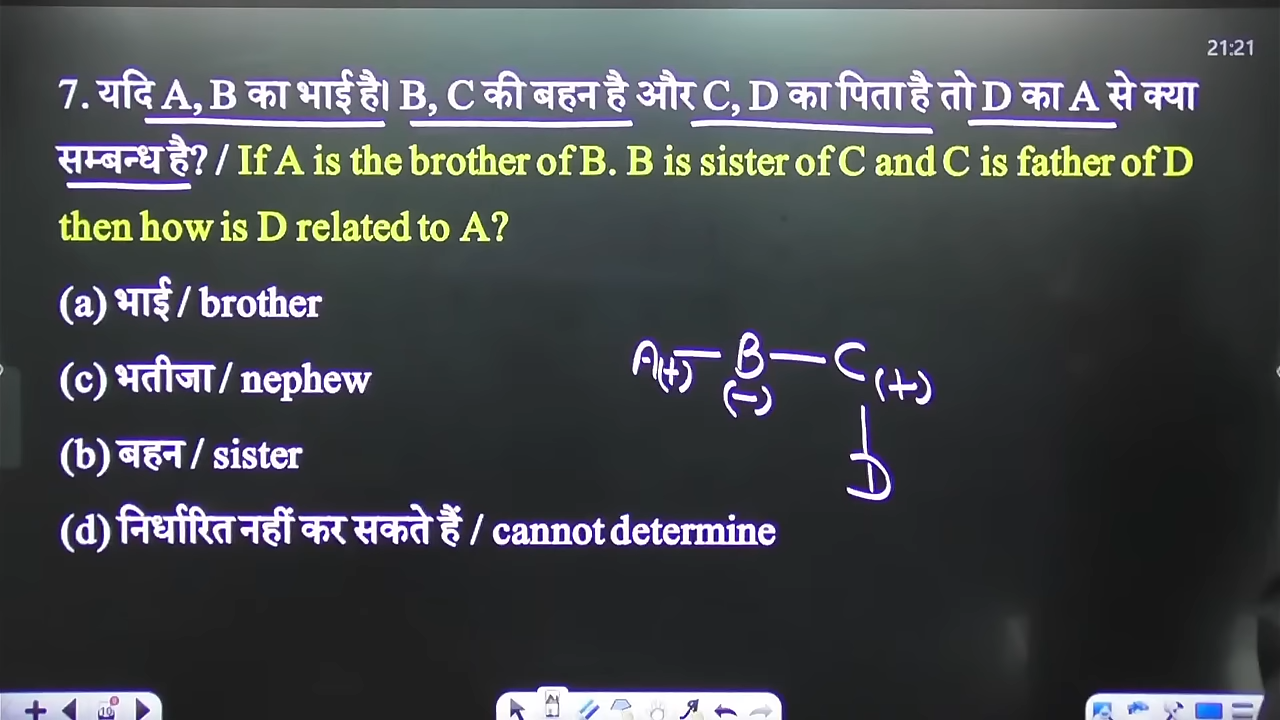 21:21
7. यदि A, B का भाई है। B, C की बहन है और C, D का पिता है तो D का A से क्या
सम्बन्ध है? / If A is the brother of B. B is sister of C and C is father of D
then how is D related to A?
(a) भाई / brother
(c) भतीजा / nephew
(b) बहन / sister
(d) निर्धारित नहीं कर सकते हैं / cannot determine
A(+) — B — C (+)
(-)
D